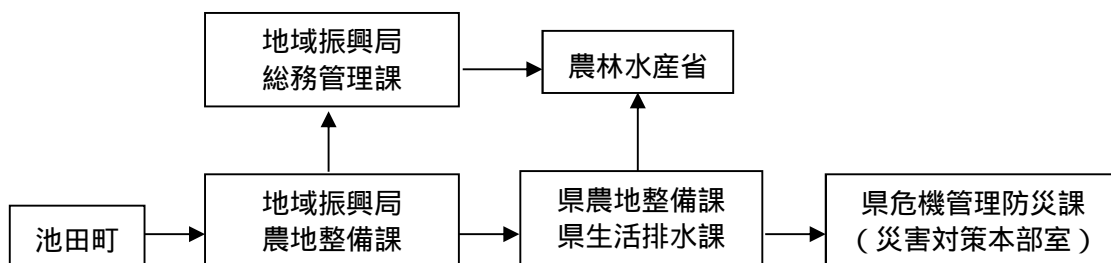 地域振興局
総務管理課
農林水産省
池田町
地域振興局
農地整備課
県農地整備課
県生活排水課
県危機管理防災課
（災害対策本部室）